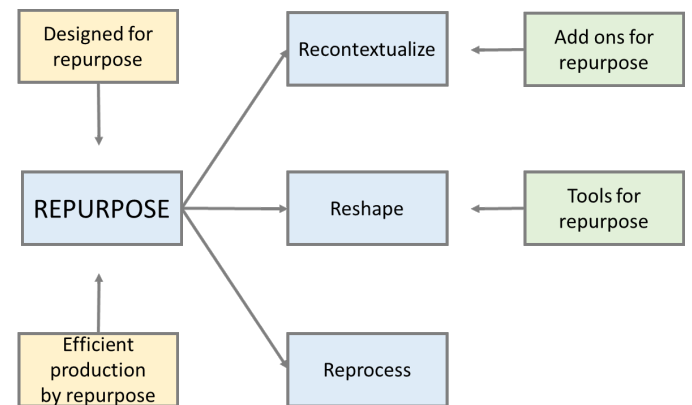 Designed for
repurpose
Recontextualize
Add ons for
repurpose
REPURPOSE
Reshape
Tools for
repurpose
Efficient
production
by repurpose
Reprocess